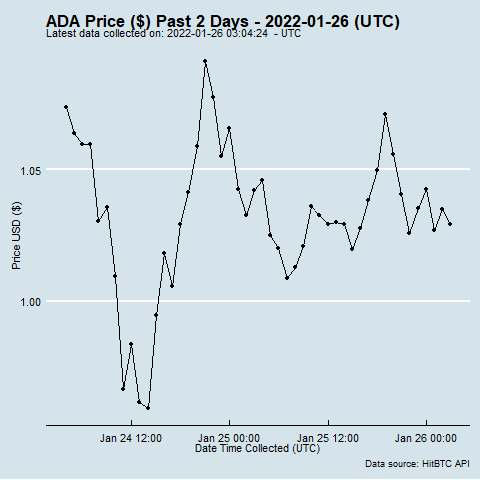 ADA Price ($) Past 2 Days - 2022-01-26 (UTC)
Latest data collected on: 2022-01-26 03:04:24 - UTC
1.05
1.00
Price USD ($)
Jan 24 12:00 Jan 25 00:00 Jan 25 12:00 Jan 26 00:00
Date Time Collected (UTC)
Data source: HitBTC API